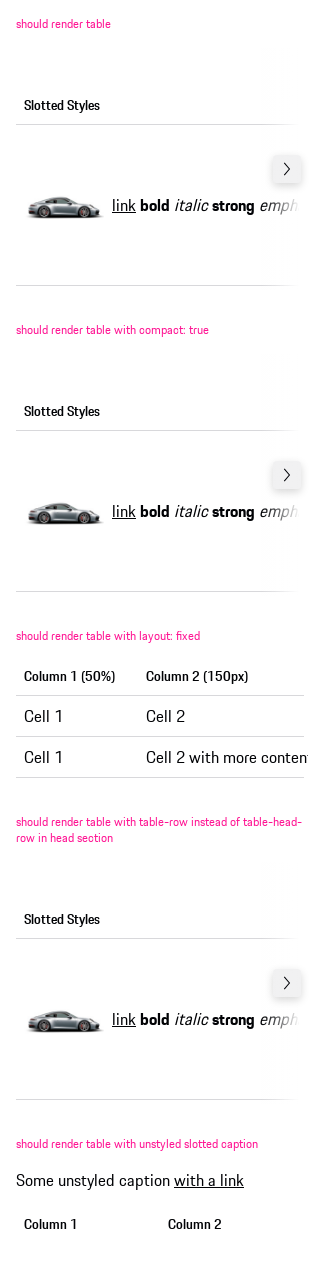 should render table
Slotted Styles
link bold italic strong emph
should render table with compact: true
Slotted Styles
link bold italic strong emph
should render table with layout: fixed
Column 1 (50%) Column 2 (150px)
Cell 1 Cell 2
Cell 1 Cell 2 with more conten
should render table with table-row instead of table-head-
row in head section
Slotted Styles
link bold italic strong emph
should render table with unstyled slotted caption
Some unstyled caption with a link
Column 1 Column 2